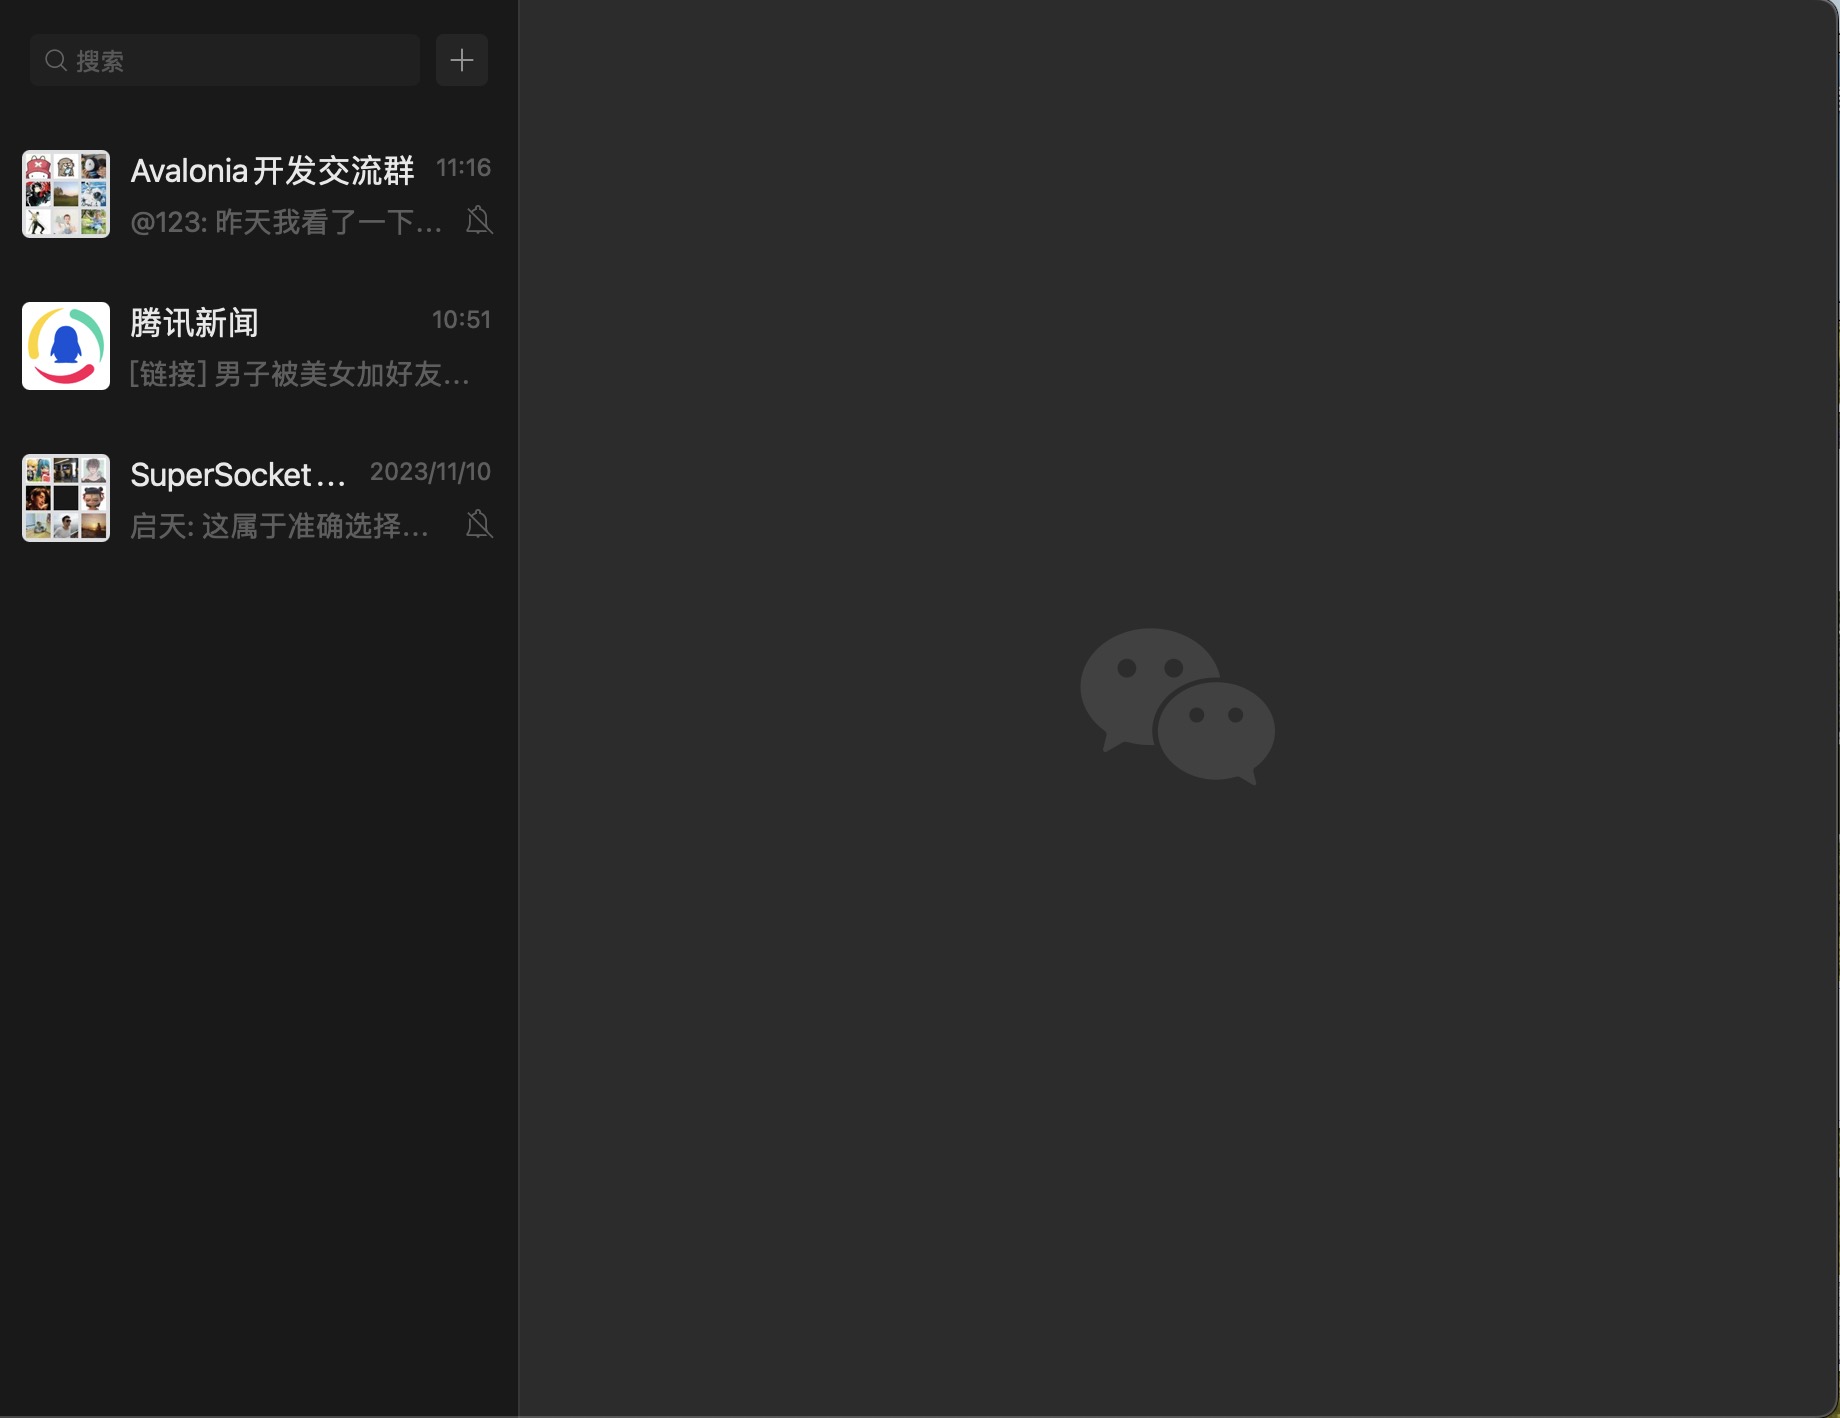 搜索
Avalonia开发交流群 11:16
@123: 昨天我看了一下...
腾讯新闻 10:51
[链接] 男子被美女加好友...
SuperSocket... 2023/11/10
启天: 这属于准确选择...